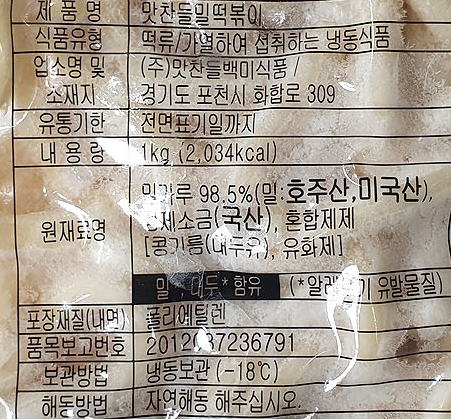 제 품 명 맛찬들밀떡볶이
식품유형 떡류/가열하여 섭취하는 냉동식품
업소명 및 (주)맛찬들백미식품 /
소재지 경기도 포천시 화합로 309
유통기한 전면표기일까지
내 용 량 1kg (2,034kcal)
밀가루 98.5%(밀:호주산,미국산),
원재료명 정제소금(국산), 혼합제제
[콩기름(대두유), 유화제]
밀, 대두* 함유 (*알레르기 유발물질)
포장재질(내면) 폴리에틸렌
품목보고번호
보관방법 냉동보관 (-18℃)
해동방법 자연해동 해주십시오.